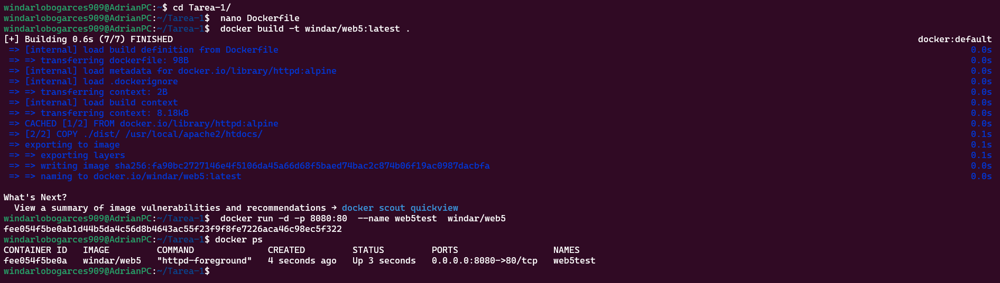 windarlobogarces909@AdrianPC:~$ cd Tarea-1/
windarlobogarces909@AdrianPC:~/Tarea-1$  nano Dockerfile
windarlobogarces909@AdrianPC:~/Tarea-1$  docker build -t windar/web5:latest .
[+] Building 0.6s (7/7) FINISHED docker:default
=> [internal] load build definition from Dockerfile 0.0s
=> => transferring dockerfile: 98B 0.0s
=> [internal] load metadata for docker.io/library/httpd:alpine 0.0s
=> [internal] load .dockerignore 0.0s
=> => transferring context: 2B 0.0s
=> [internal] load build context 0.0s
=> => transferring context: 8.18kB 0.0s
=> CACHED [1/2] FROM docker.io/library/httpd:alpine 0.0s
=> [2/2] COPY ./dist/ /usr/local/apache2/htdocs/ 0.1s
=> exporting to image 0.1s
=> => exporting layers 0.1s
=> => writing image sha256:fa90bc2727146e4f5106da45a66d68f5baed74bac2c874b06f19ac0987dacbfa 0.0s
=> => naming to docker.io/windar/web5:latest 0.0s
What's Next?
View a summary of image vulnerabilities and recommendations → docker scout quickview
windarlobogarces909@AdrianPC:~/Tarea-1$  docker run -d -p 8080:80  --name web5test  windar/web5
fee054f5be0ab1d44b5da4c56d8b4643ac55f23f9f8fe7226aca46c98ec5f322
windarlobogarces909@AdrianPC:~/Tarea-1$ docker ps
CONTAINER ID   IMAGE         COMMAND              CREATED         STATUS         PORTS                  NAMES
fee054f5be0a   windar/web5   "httpd-foreground"   4 seconds ago   Up 3 seconds   0.0.0.0:8080->80/tcp   web5test
windarlobogarces909@AdrianPC:~/Tarea-1$